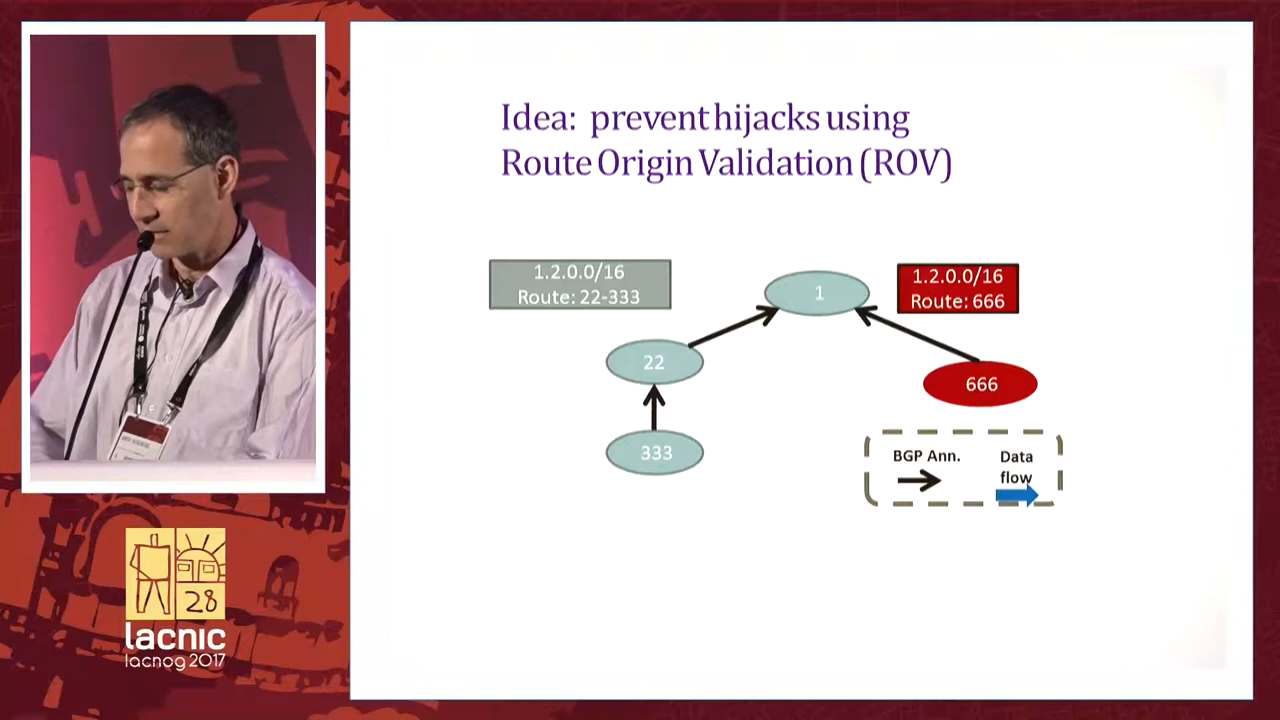 Idea: prevent hijacks using
Route Origin Validation (ROV)
1.2.0.0/16
Route: 22-333
1
1.2.0.0/16
Route: 666
22
666
333
BGP Ann.
Data
flow
28
lacnic
lacnog 2017